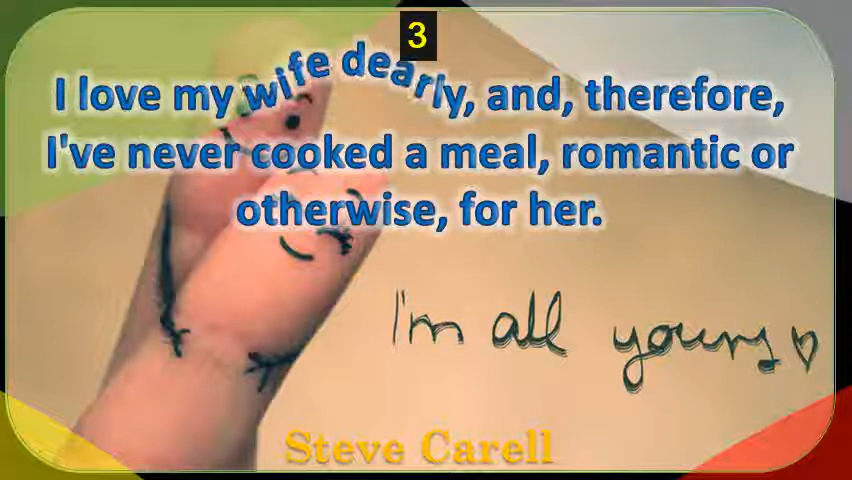 3
I love my wife dearly, and, therefore,
I've never cooked a meal, romantic or
otherwise, for her.
I'm all yours
Steve Carell